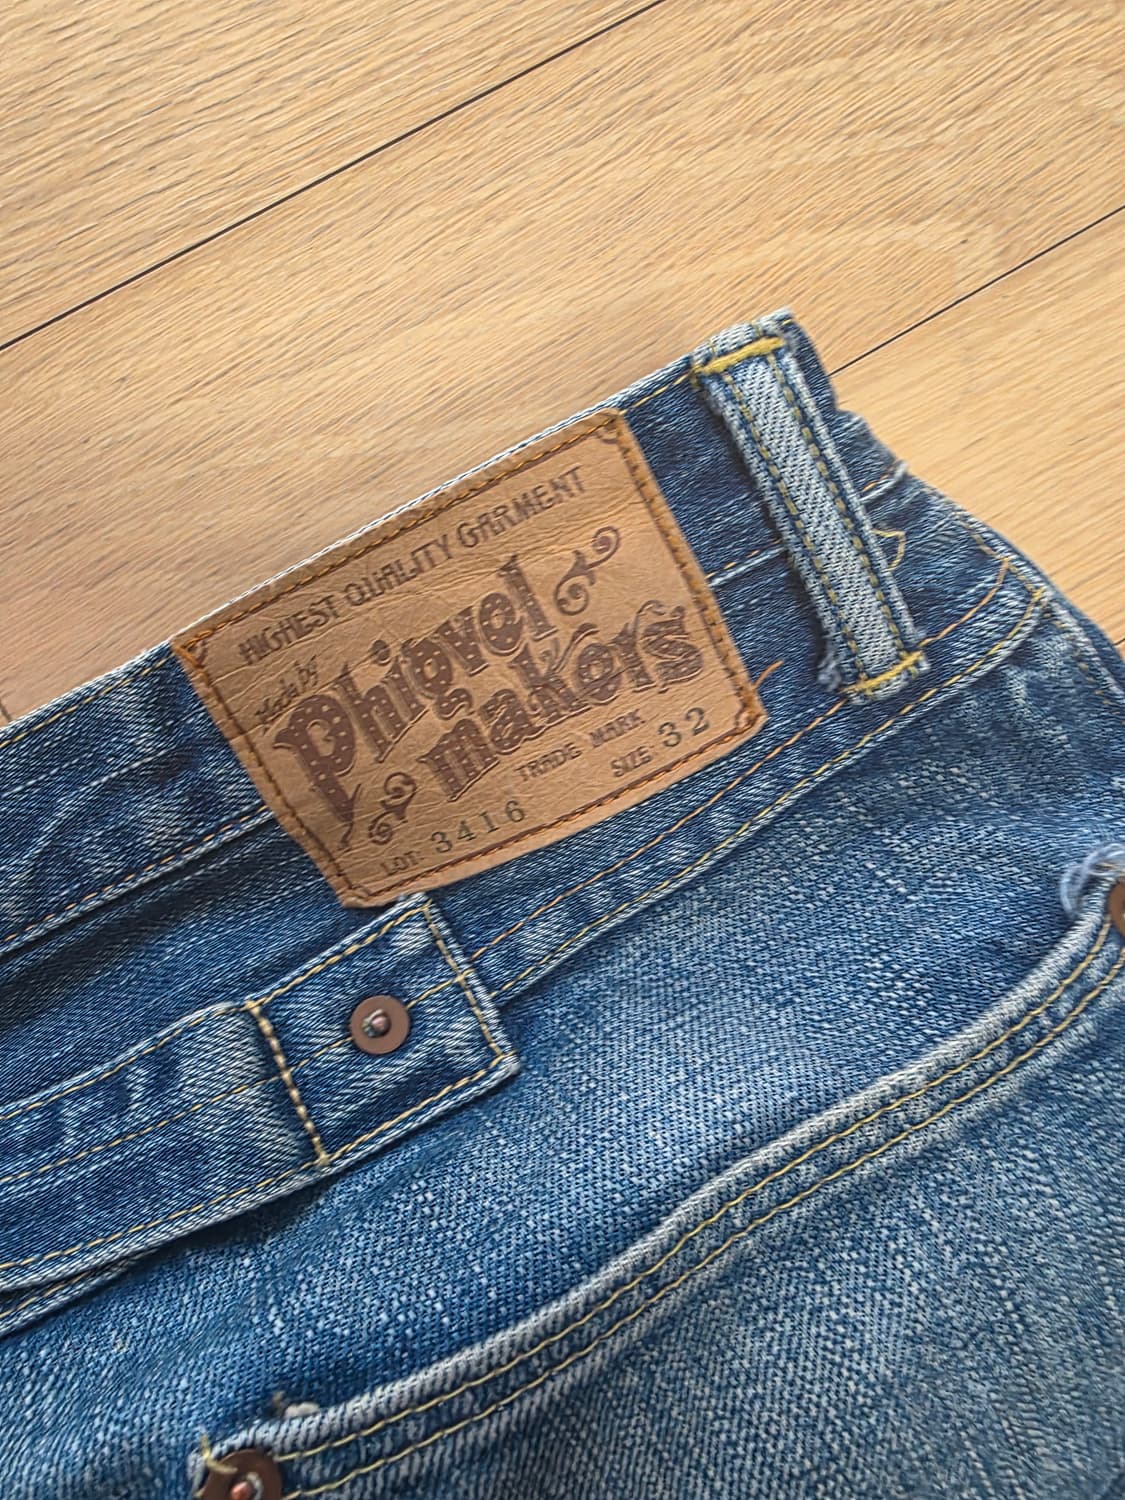 HIGHEST QUALITY GARMENT
Made by
Phigvel
makers
TRADE MARK
LOT: 3416
SIZE: 32